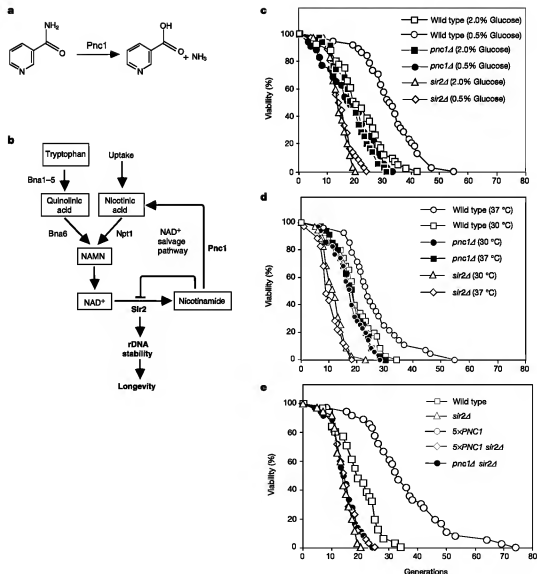 a
NH₂
O
N
Pnc1
OH
O
+ NH₃
N
b
Tryptophan
Uptake
Bna1–5
Quinolinic
acid
Nicotinic
acid
Bna6
Npt1
NAD⁺
salvage
pathway
Pnc1
NAMN
NAD⁺
Nicotinamide
Sir2
rDNA
stability
Longevity
c
Viability (%)
100
80
60
40
20
0
0 10 20 30 40 50 60 70 80
Wild type (2.0% Glucose)
Wild type (0.5% Glucose)
pnc1Δ (2.0% Glucose)
pnc1Δ (0.5% Glucose)
sir2Δ (2.0% Glucose)
sir2Δ (0.5% Glucose)
d
Viability (%)
100
80
60
40
20
0
0 10 20 30 40 50 60 70 80
Wild type (37 °C)
Wild type (30 °C)
pnc1Δ (30 °C)
pnc1Δ (37 °C)
sir2Δ (30 °C)
sir2Δ (37 °C)
e
Viability (%)
100
80
60
40
20
0
0 10 20 30 40 50 60 70 80
Generations
Wild type
sir2Δ
5×PNC1
5×PNC1 sir2Δ
pnc1Δ sir2Δ